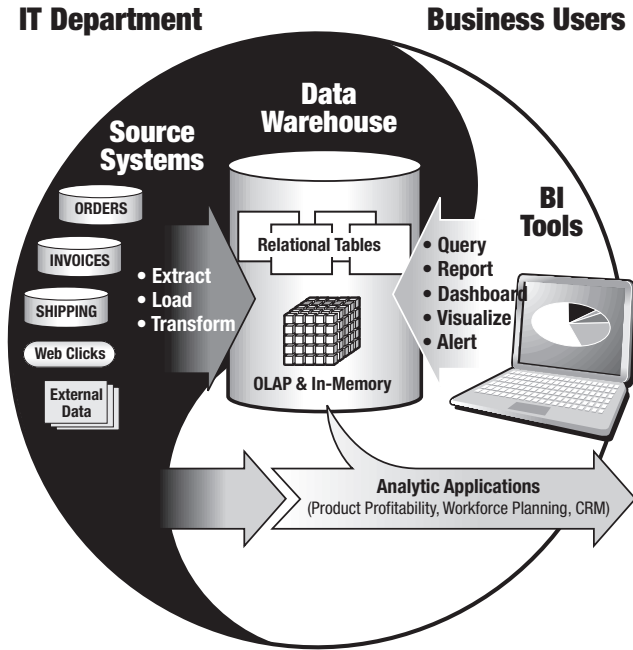 IT Department
Business Users
Data
Warehouse
Source
Systems
ORDERS
INVOICES
SHIPPING
Web Clicks
External
Data
• Extract
• Load
• Transform
Relational Tables
OLAP & In-Memory
• Query
• Report
• Dashboard
• Visualize
• Alert
BI
Tools
Analytic Applications
(Product Profitability, Workforce Planning, CRM)